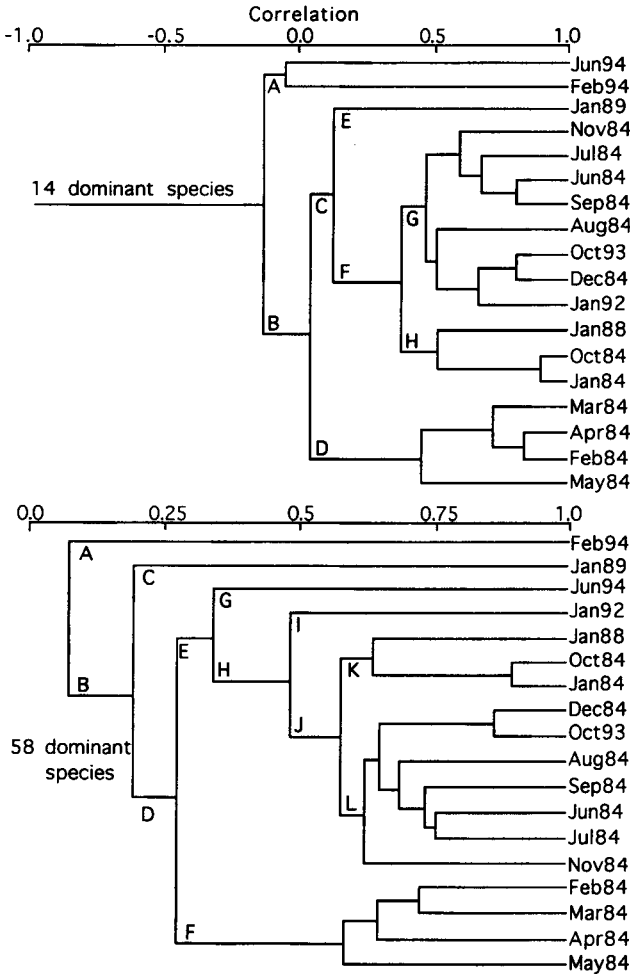 Correlation
-1.0 -0.5 0.0 0.5 1.0
Jun94
A Feb94
Jan89
E
Nov84
Jul84
14 dominant species Jun84
C Sep84
G
Aug84
Oct93
F Dec84
Jan92
B Jan88
H
Oct84
Jan84
Mar84
Apr84
D
Feb84
May84
0.0 0.25 0.5 0.75 1.0
Feb94
A
Jan89
C
Jun94
G
Jan92
I
Jan88
E
H K Oct84
B Jan84
Dec84
J
58 dominant Oct93
species Aug84
Sep84
L
D Jun84
Jul84
Nov84
Feb84
Mar84
F Apr84
May84